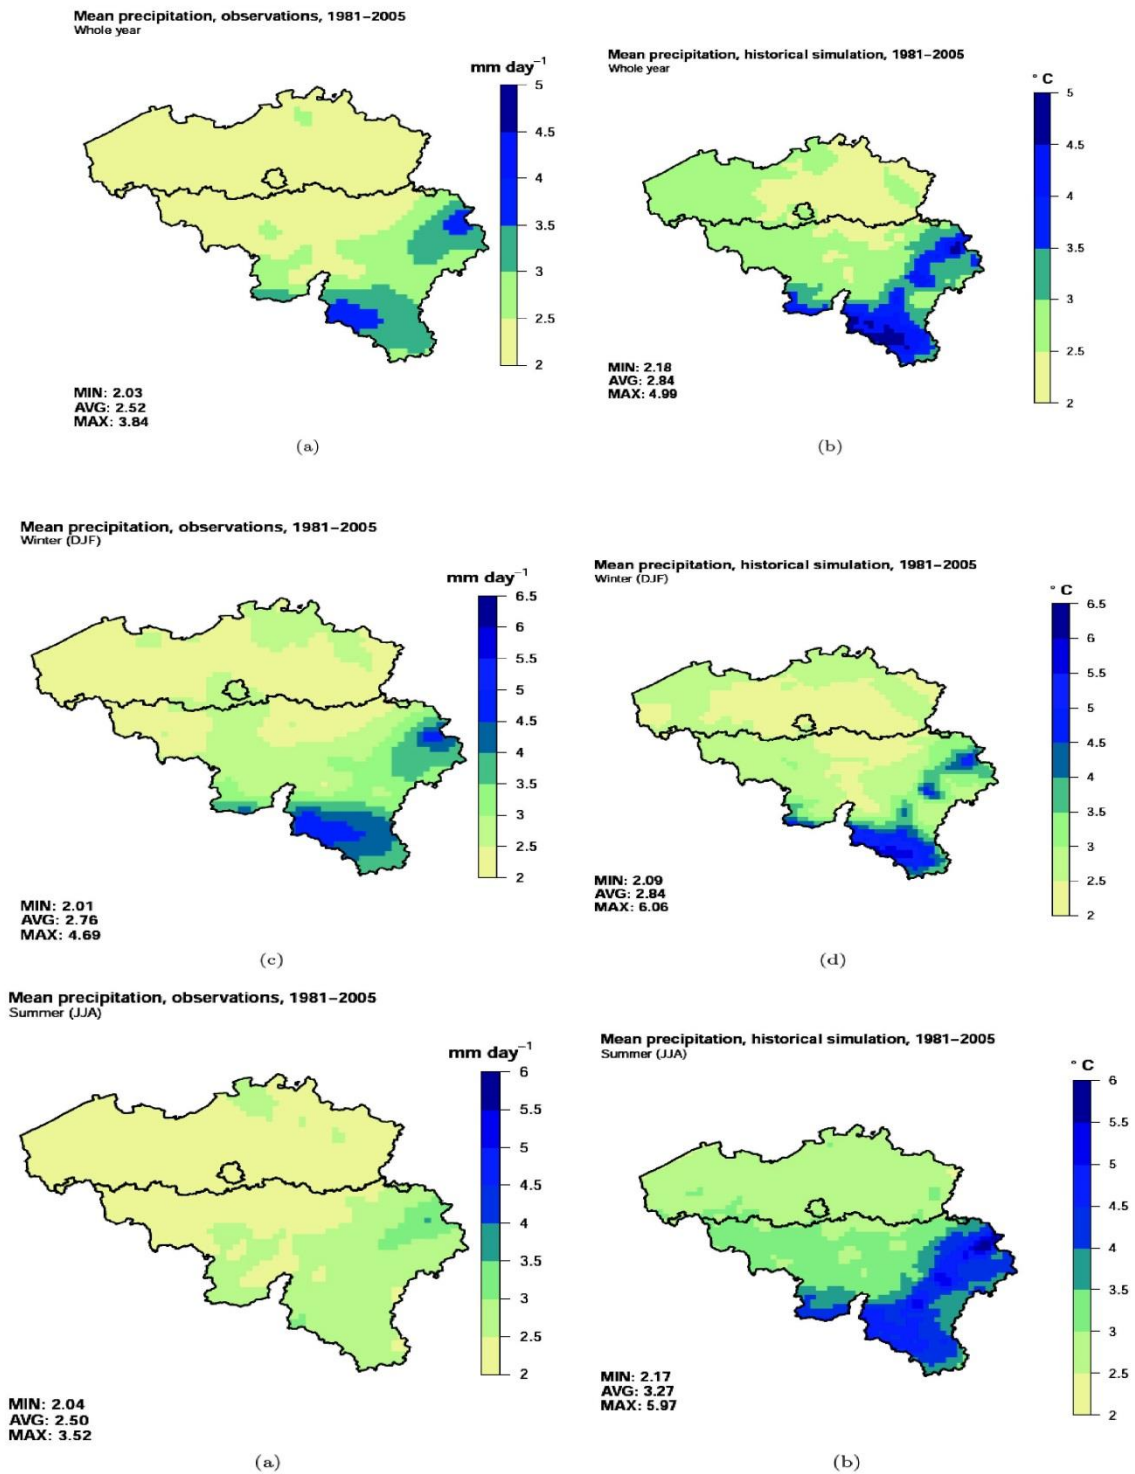 Mean precipitation, observations, 1981–2005
Whole year
mm day⁻¹
5
4.5
4
3.5
3
2.5
2
MIN: 2.03
AVG: 2.52
MAX: 3.84
(a)
Mean precipitation, historical simulation, 1981–2005
Whole year
° C
5
4.5
4
3.5
3
2.5
2
MIN: 2.18
AVG: 2.84
MAX: 4.99
(b)
Mean precipitation, observations, 1981–2005
Winter (DJF)
mm day⁻¹
6.5
6
5.5
5
4.5
4
3.5
3
2.5
2
MIN: 2.01
AVG: 2.76
MAX: 4.69
(c)
Mean precipitation, historical simulation, 1981–2005
Winter (DJF)
° C
6.5
6
5.5
5
4.5
4
3.5
3
2.5
2
MIN: 2.09
AVG: 2.84
MAX: 6.06
(d)
Mean precipitation, observations, 1981–2005
Summer (JJA)
mm day⁻¹
6
5.5
5
4.5
4
3.5
3
2.5
2
MIN: 2.04
AVG: 2.50
MAX: 3.52
(a)
Mean precipitation, historical simulation, 1981–2005
Summer (JJA)
° C
6
5.5
5
4.5
4
3.5
3
2.5
2
MIN: 2.17
AVG: 3.27
MAX: 5.97
(b)